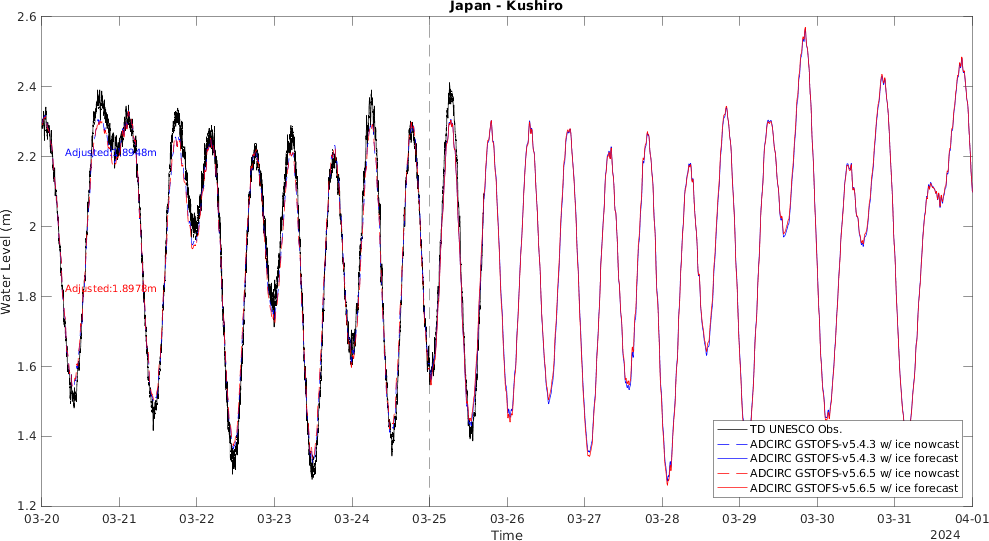 Japan - Kushiro
2.6
2.4
2.2
2
1.8
1.6
1.4
1.2
Water Level (m)
Adjusted:1.8948m
Adjusted:1.8978m
TD UNESCO Obs.
ADCIRC GSTOFS-v5.4.3 w/ ice nowcast
ADCIRC GSTOFS-v5.4.3 w/ ice forecast
ADCIRC GSTOFS-v5.6.5 w/ ice nowcast
ADCIRC GSTOFS-v5.6.5 w/ ice forecast
03-20 03-21 03-22 03-23 03-24 03-25 03-26 03-27 03-28 03-29 03-30 03-31 04-01
Time
2024